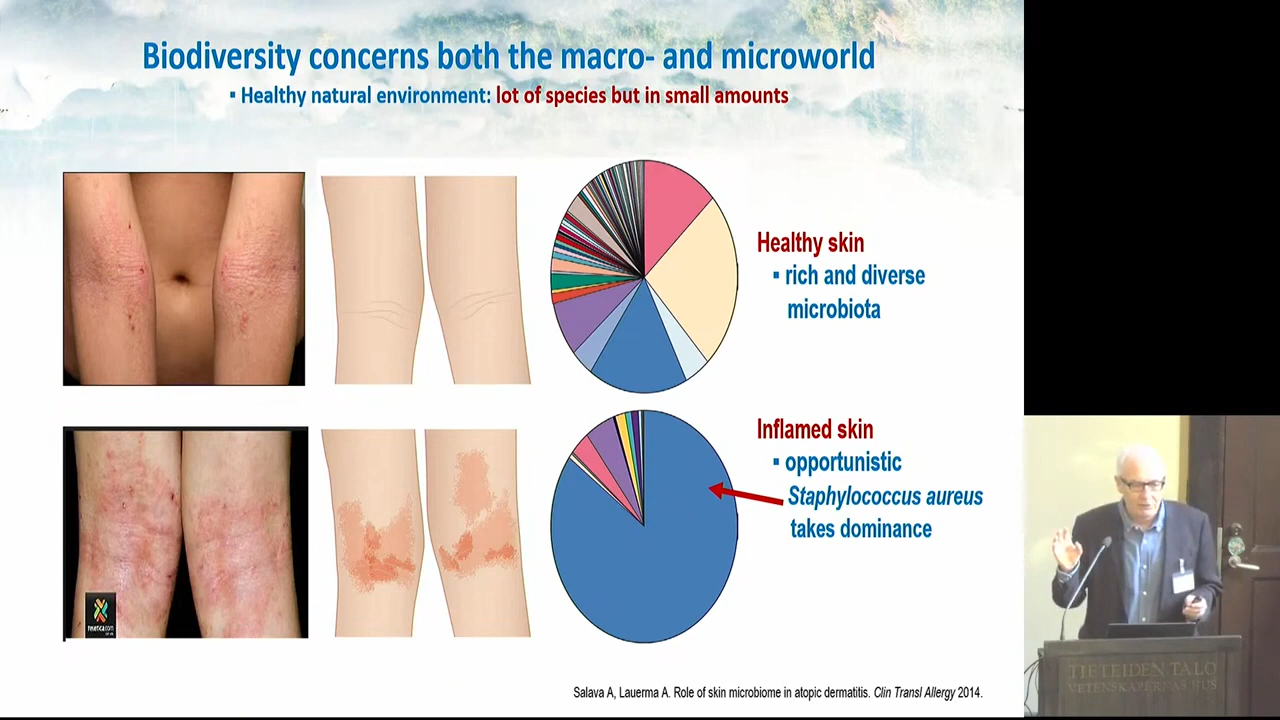 Biodiversity concerns both the macro- and microworld
▪ Healthy natural environment: lot of species but in small amounts
Healthy skin
▪ rich and diverse
microbiota
Inflamed skin
▪ opportunistic
Staphylococcus aureus
takes dominance
Salava A, Lauerma A. Role of skin microbiome in atopic dermatitis. Clin Transl Allergy 2014.
TIETEIDEN TALO
VETENSKAPERNAS HUS